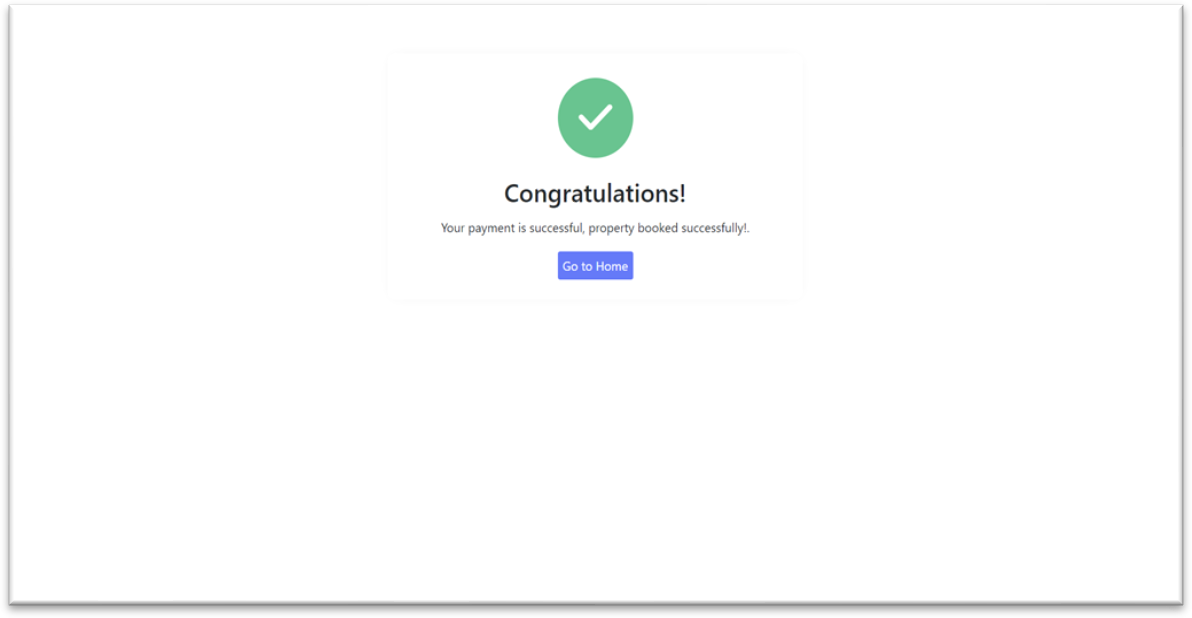 Congratulations!
Your payment is successful, property booked successfully!.
Go to Home